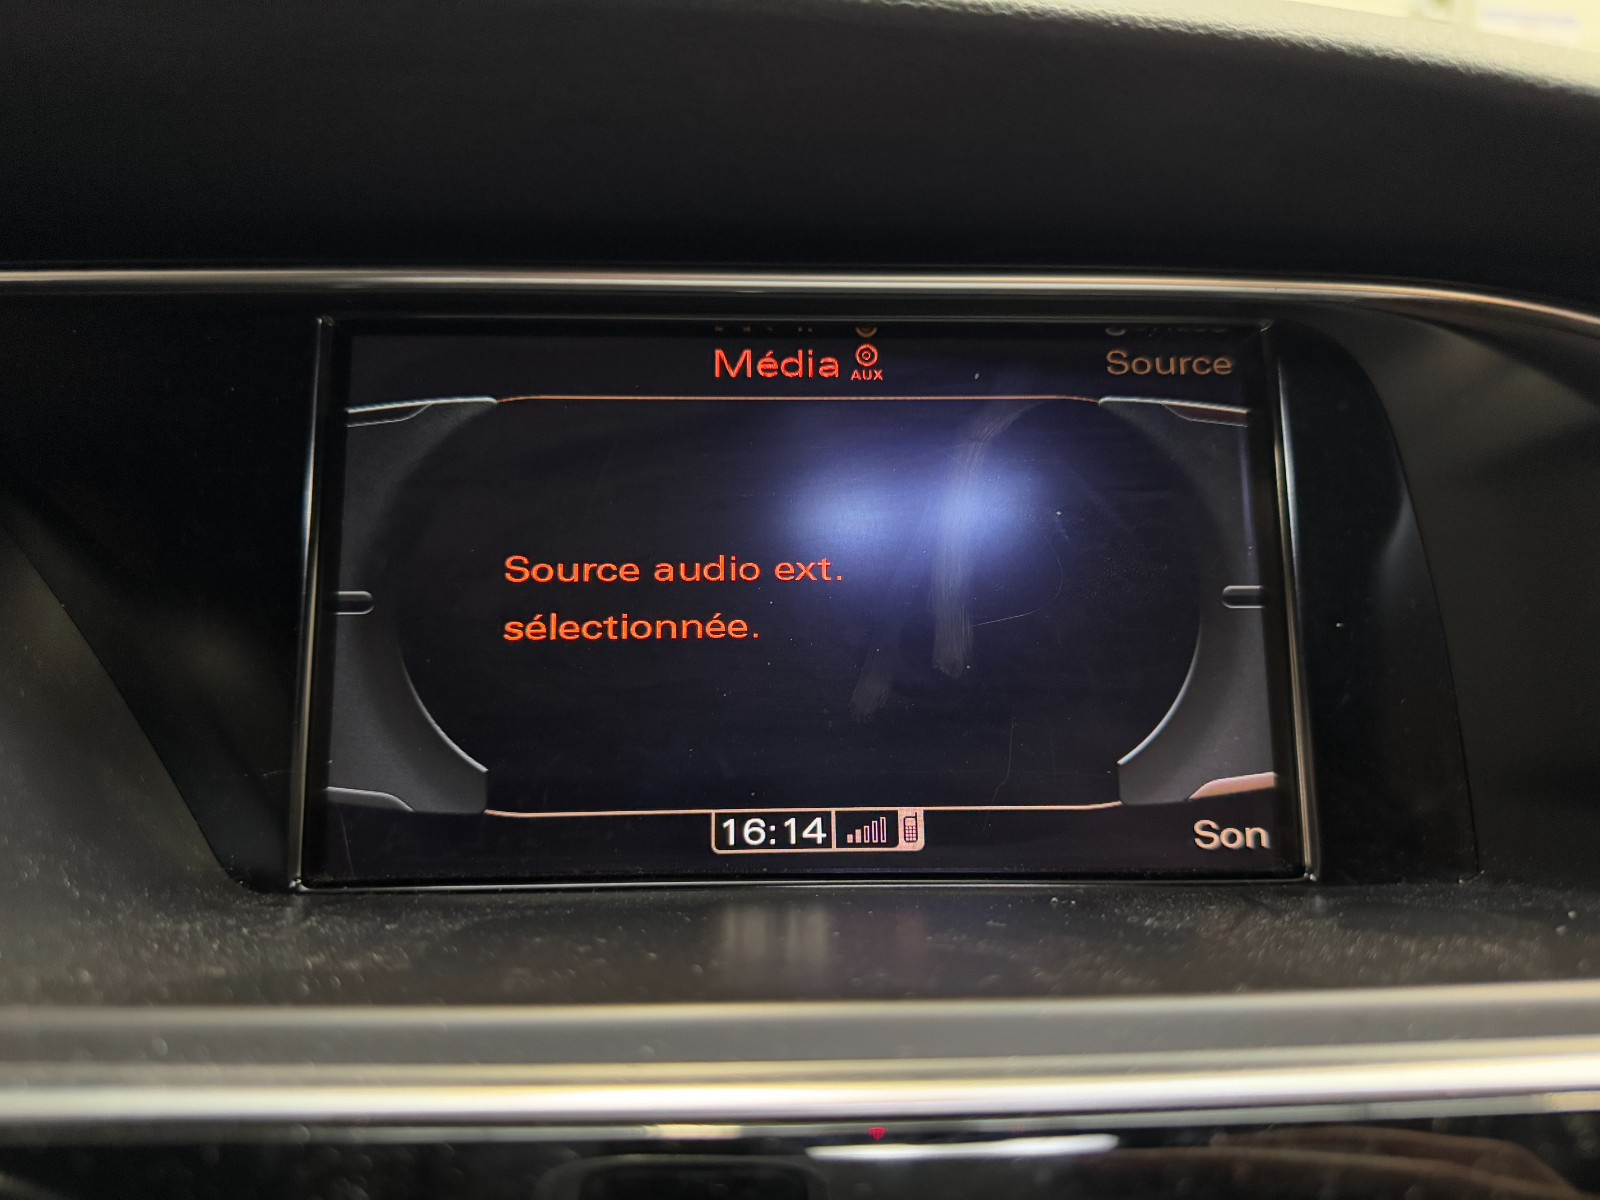 Média AUX
Source
Source audio ext.
sélectionnée.
16:14
Son